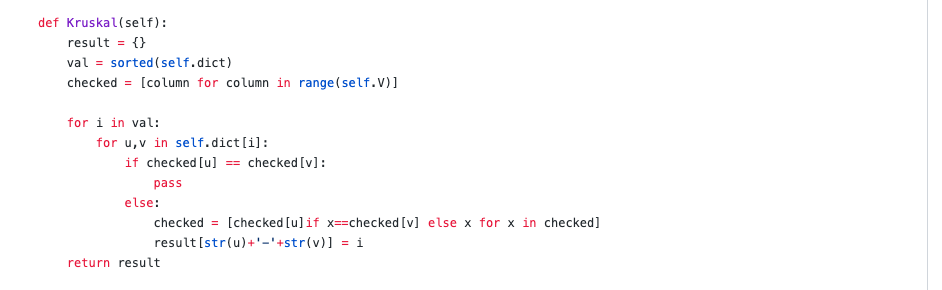 def Kruskal(self):
    result = {}
    val = sorted(self.dict)
    checked = [column for column in range(self.V)]

    for i in val:
        for u,v in self.dict[i]:
            if checked[u] == checked[v]:
                pass
            else:
                checked = [checked[u]if x==checked[v] else x for x in checked]
                result[str(u)+'-'+str(v)] = i
    return result